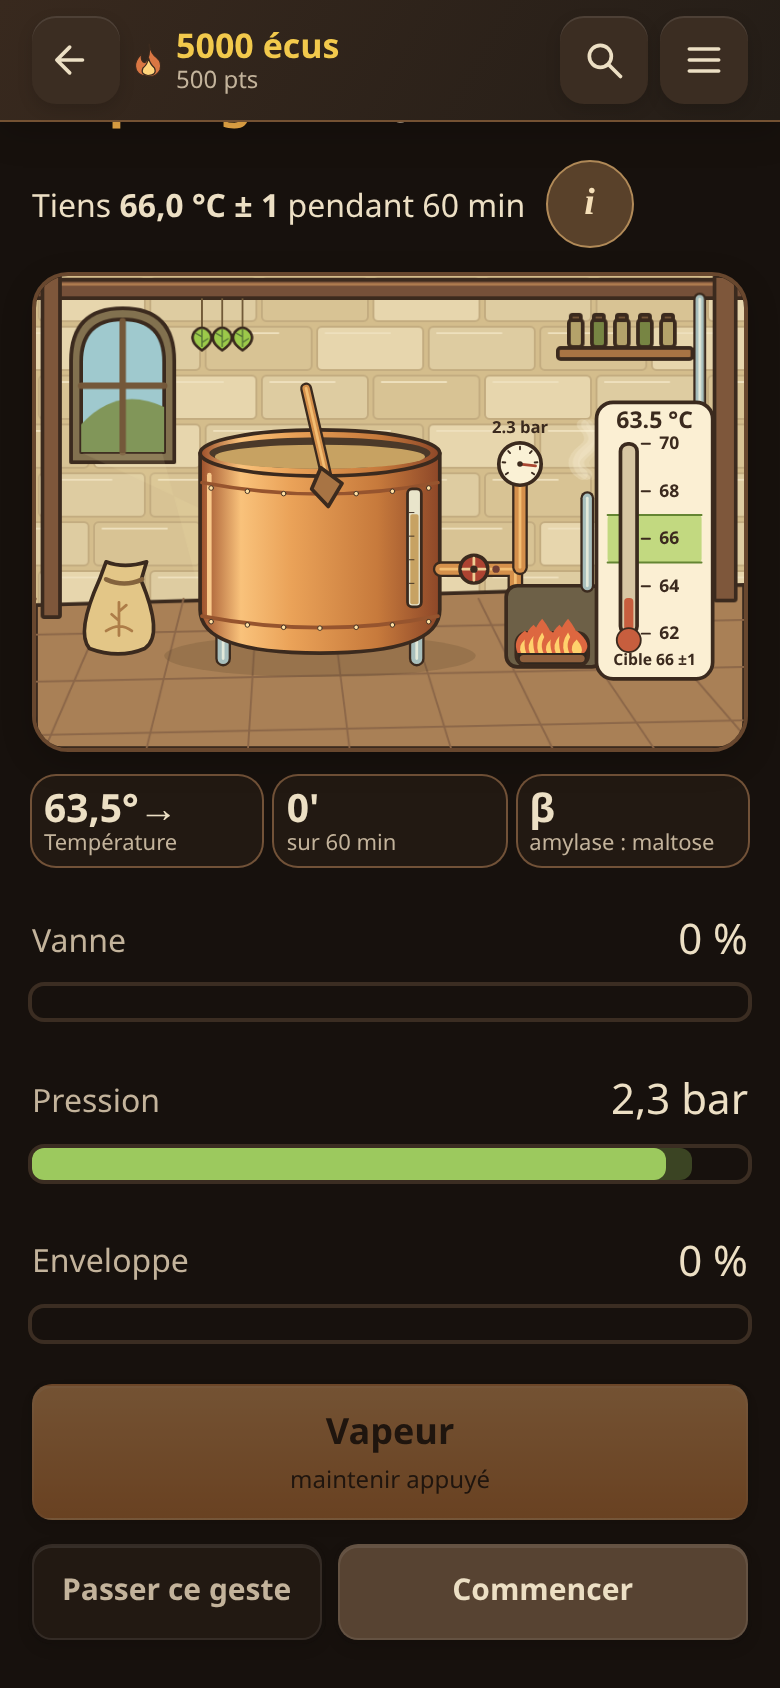 5000 écus
500 pts
Tiens 66,0 °C ± 1 pendant 60 min
i
2.3 bar
63.5 °C
70
68
66
64
62
Cible 66 ±1
63,5°→
Température
0'
sur 60 min
β
amylase : maltose
Vanne
0 %
Pression
2,3 bar
Enveloppe
0 %
Vapeur
maintenir appuyé
Passer ce geste
Commencer